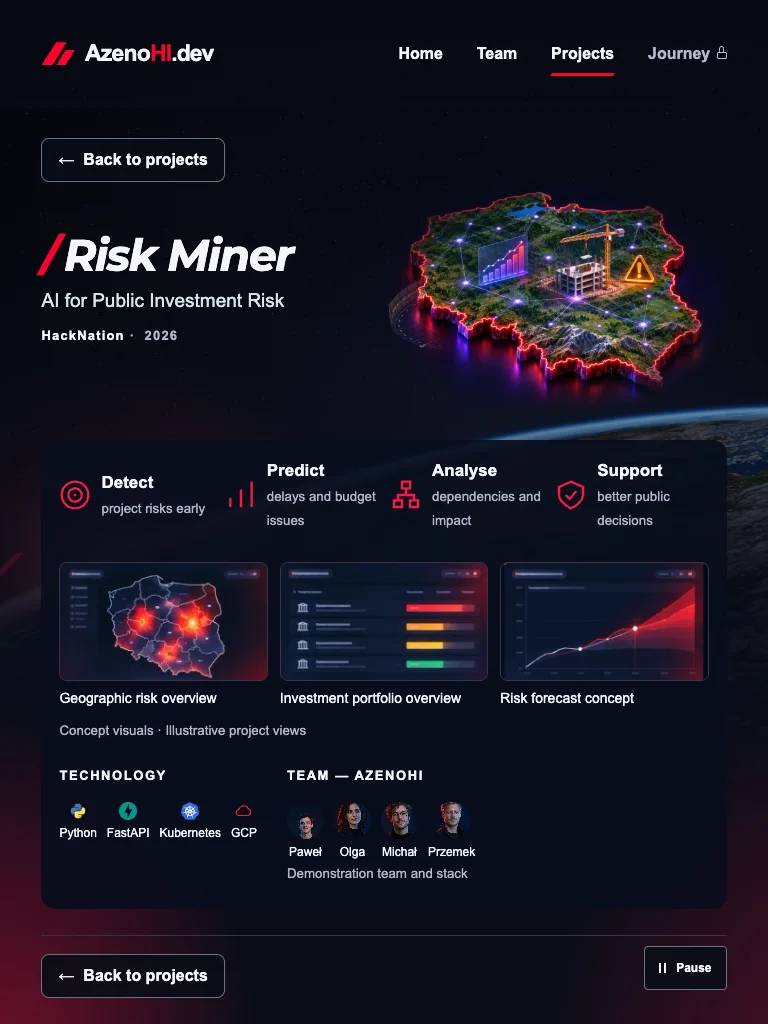 AzenoHI.dev
Home
Team
Projects
Journey
← Back to projects
/Risk Miner
AI for Public Investment Risk
HackNation · 2026
Detect
project risks early
Predict
delays and budget
issues
Analyse
dependencies and
impact
Support
better public
decisions
Geographic risk overview
Investment portfolio overview
Risk forecast concept
Concept visuals · Illustrative project views
TECHNOLOGY
Python
FastAPI
Kubernetes
GCP
TEAM — AZENOHI
Paweł
Olga
Michał
Przemek
Demonstration team and stack
← Back to projects
Pause